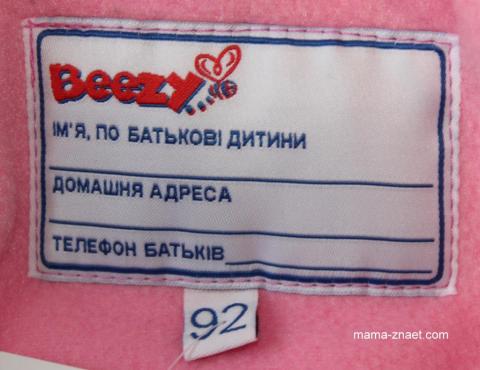 Beezy
ІМ'Я, ПО БАТЬКОВІ ДИТИНИ
ДОМАШНЯ АДРЕСА
ТЕЛЕФОН БАТЬКІВ
92
mama-znaet.com